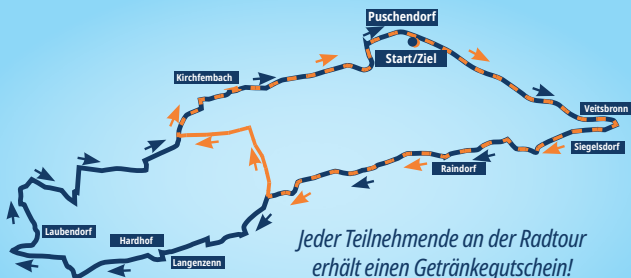 Puschendorf
Start/Ziel
Kirchfembach
Veitsbronn
Siegelsdorf
Raindorf
Laubendorf
Hardhof
Langenzenn
Jeder Teilnehmende an der Radtour
erhält einen Getränkegutschein!